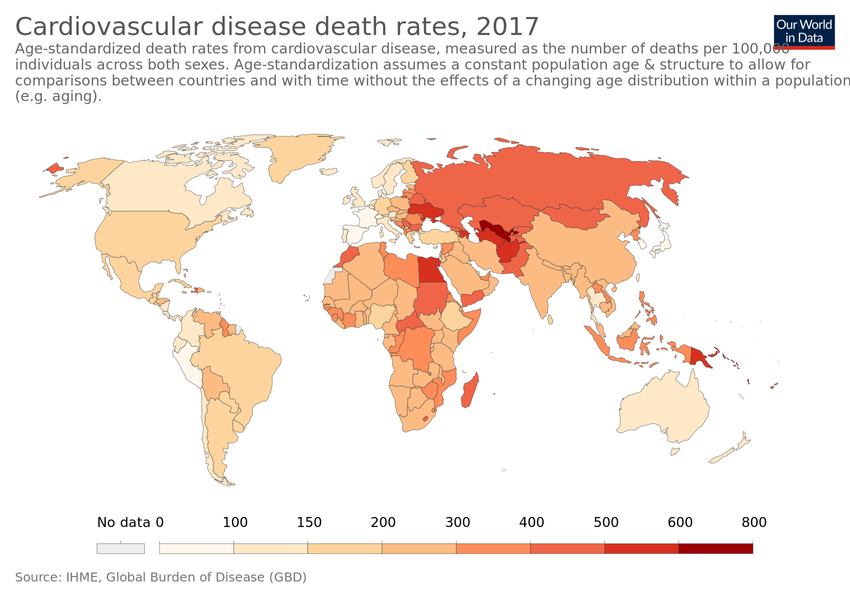 Cardiovascular disease death rates, 2017
Our World
in Data
Age-standardized death rates from cardiovascular disease, measured as the number of deaths per 100,000
individuals across both sexes. Age-standardization assumes a constant population age & structure to allow for
comparisons between countries and with time without the effects of a changing age distribution within a population
(e.g. aging).
No data 0 100 150 200 300 400 500 600 800
Source: IHME, Global Burden of Disease (GBD)